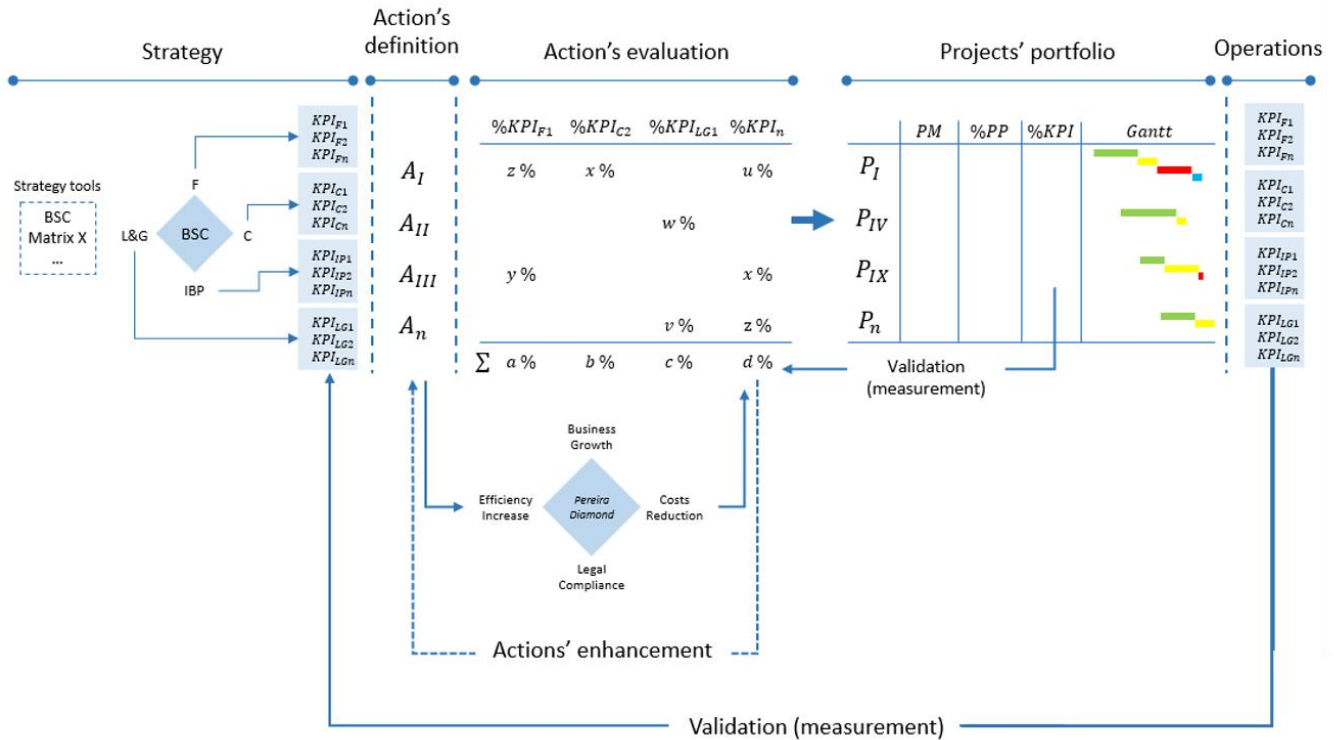 Strategy
Action's
definition
Action's evaluation
Projects' portfolio
Operations
Strategy tools
BSC
Matrix X
...
F
L&G
BSC
C
IBP
KPI_F1
KPI_F2
KPI_Fn
KPI_C1
KPI_C2
KPI_Cn
KPI_IP1
KPI_IP2
KPI_IPn
KPI_LG1
KPI_LG2
KPI_LGn
A_I
A_II
A_III
A_n
%KPI_F1 %KPI_C2 %KPI_LG1 %KPI_n
z % x % u %
w %
y % x %
v % z %
Σ a % b % c % d %
PM %PP %KPI Gantt
P_I
P_IV
P_IX
P_n
Validation
(measurement)
KPI_F1
KPI_F2
KPI_Fn
KPI_C1
KPI_C2
KPI_Cn
KPI_IP1
KPI_IP2
KPI_IPn
KPI_LG1
KPI_LG2
KPI_LGn
Business
Growth
Efficiency
Increase
Pereira
Diamond
Costs
Reduction
Legal
Compliance
Actions' enhancement
Validation (measurement)